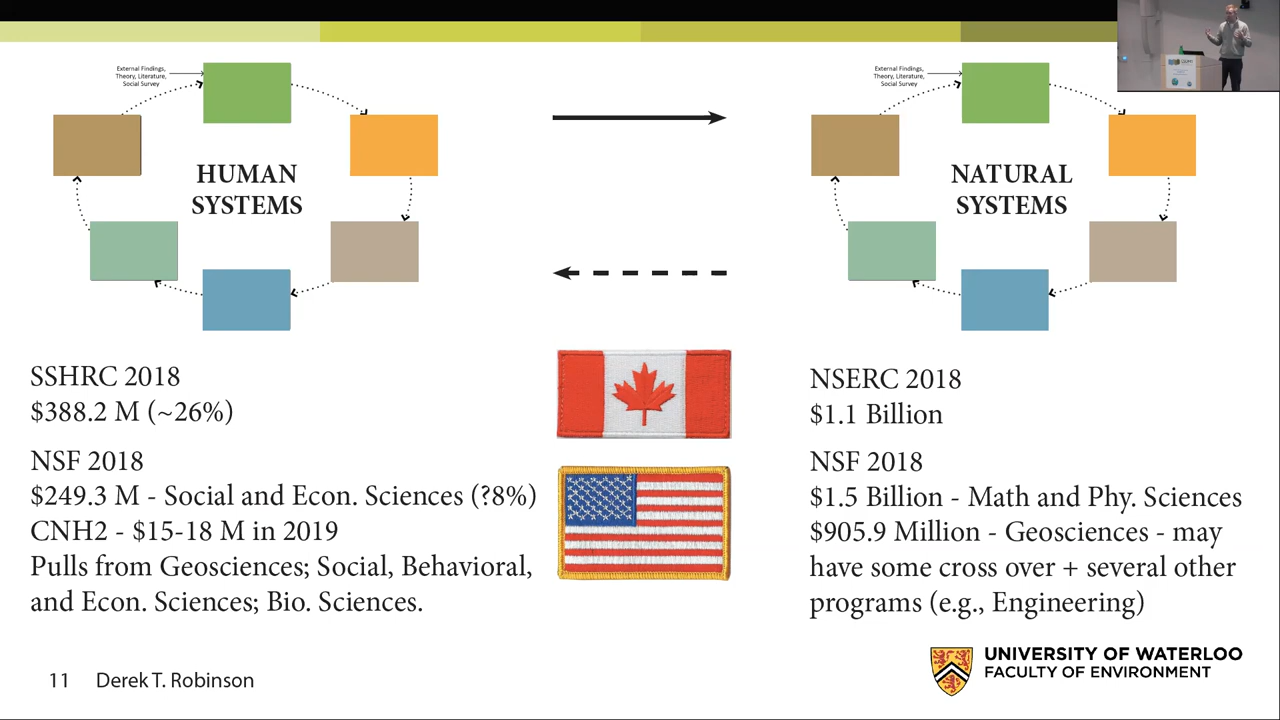 External Findings,
Theory, Literature,
Social Survey
HUMAN
SYSTEMS
External Findings,
Theory, Literature,
Social Survey
NATURAL
SYSTEMS
SSHRC 2018
$388.2 M (~26%)
NSF 2018
$249.3 M - Social and Econ. Sciences (?8%)
CNH2 - $15-18 M in 2019
Pulls from Geosciences; Social, Behavioral,
and Econ. Sciences; Bio. Sciences.
NSERC 2018
$1.1 Billion
NSF 2018
$1.5 Billion - Math and Phy. Sciences
$905.9 Million - Geosciences - may
have some cross over + several other
programs (e.g., Engineering)
11 Derek T. Robinson
UNIVERSITY OF WATERLOO
FACULTY OF ENVIRONMENT